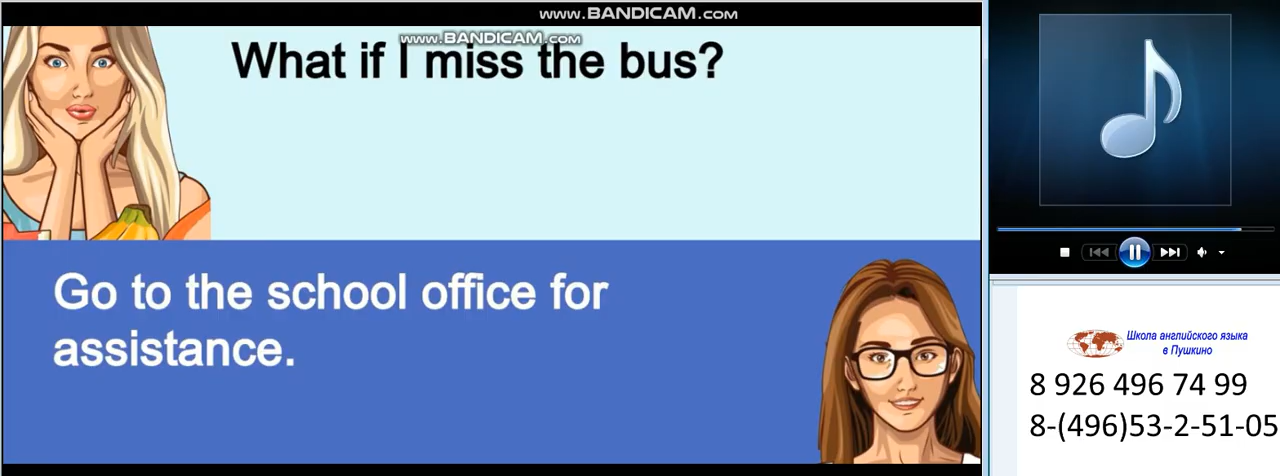 www.BANDICAM.com
www.BANDICAM.com
What if I miss the bus?
Go to the school office for
assistance.
Школа английского языка
в Пушкино
8 926 496 74 99
8-(496)53-2-51-05